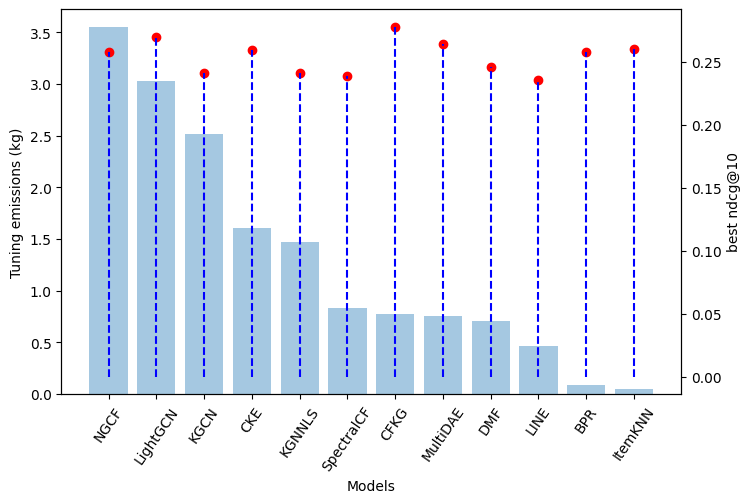 3.5
3.0
2.5
2.0
1.5
1.0
0.5
0.0
Tuning emissions (kg)
0.25
0.20
0.15
0.10
0.05
0.00
best ndcg@10
NGCF
LightGCN
KGCN
CKE
KGNNLS
SpectralCF
CFKG
MultiDAE
DMF
LINE
BPR
ItemKNN
Models